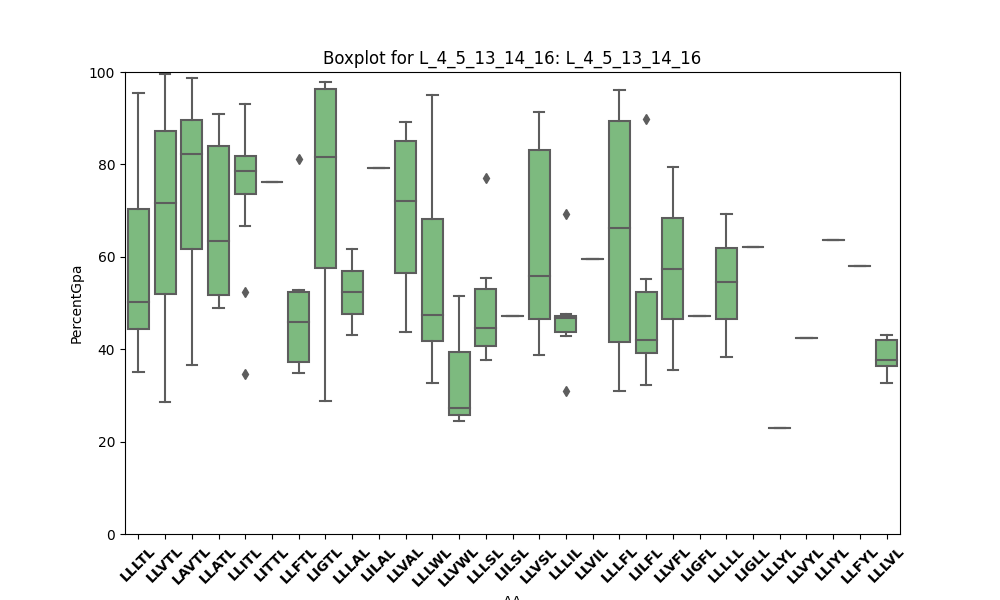 Boxplot for L_4_5_13_14_16: L_4_5_13_14_16
PercentGpa
100
80
60
40
20
0
LLLTL
LLVTL
LAVTL
LLATL
LLITL
LITTL
LLFTL
LIGTL
LLLAL
LILAL
LLVAL
LLLWL
LLVWL
LLLSL
LILSL
LLVSL
LLLIL
LLVIL
LLLFL
LILFL
LLVFL
LIGFL
LLLLL
LIGLL
LLLYL
LLVYL
LLIYL
LLFYL
LLLVL
AA